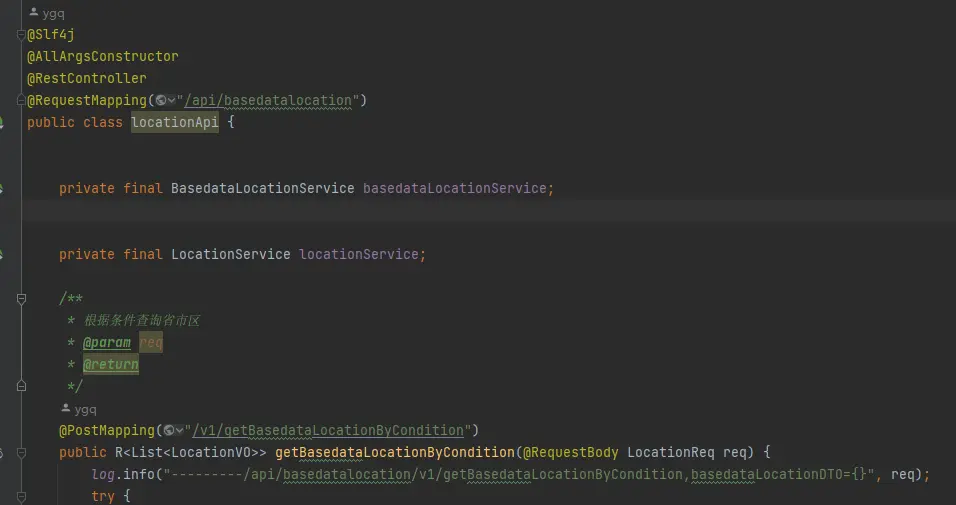 ygq
@Slf4j
@AllArgsConstructor
@RestController
@RequestMapping("/api/basedatalocation")
public class locationApi {
private final BasedataLocationService basedataLocationService;
private final LocationService locationService;
/**
* 根据条件查询省市区
* @param req
* @return
*/
ygq
@PostMapping("/v1/getBasedataLocationByCondition")
public R<List<LocationVO>> getBasedataLocationByCondition(@RequestBody LocationReq req) {
log.info("---------/api/basedatalocation/v1/getBasedataLocationByCondition,basedataLocationDTO={}", req);
try {